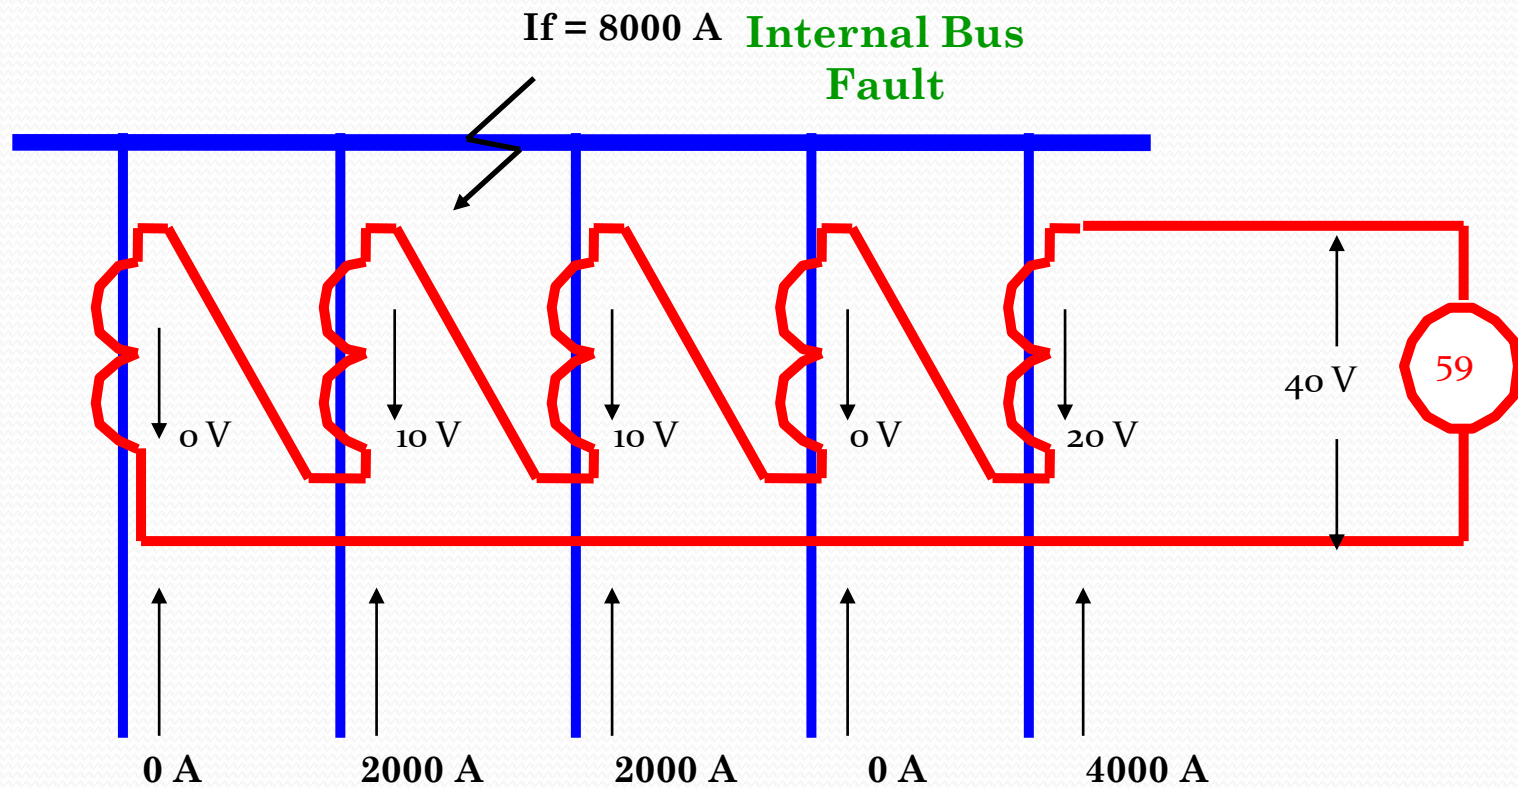 If = 8000 A
Internal Bus
Fault
0 V
10 V
10 V
0 V
20 V
40 V
59
0 A
2000 A
2000 A
0 A
4000 A